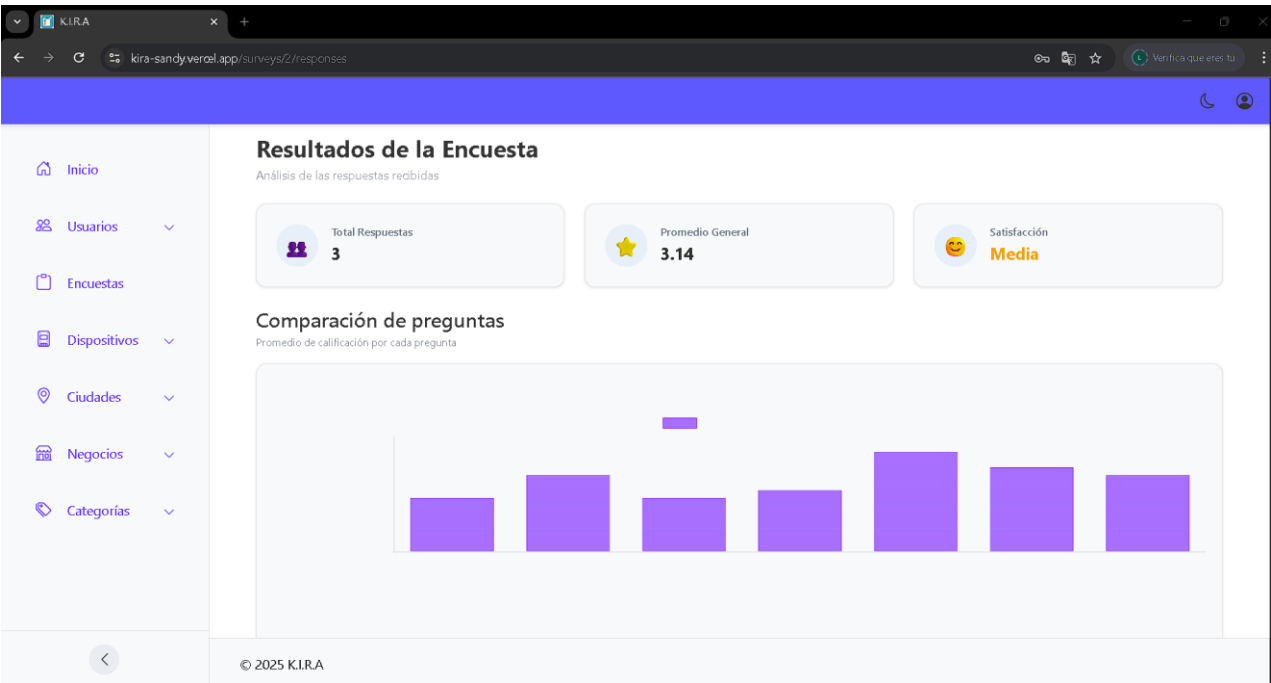 K.I.R.A
kira-sandy.vercel.app/surveys/2/responses
Verifica que eres tú
Inicio
Usuarios
Encuestas
Dispositivos
Ciudades
Negocios
Categorías
Resultados de la Encuesta
Análisis de las respuestas recibidas
Total Respuestas
3
Promedio General
3.14
Satisfacción
Media
Comparación de preguntas
Promedio de calificación por cada pregunta
© 2025 K.I.R.A